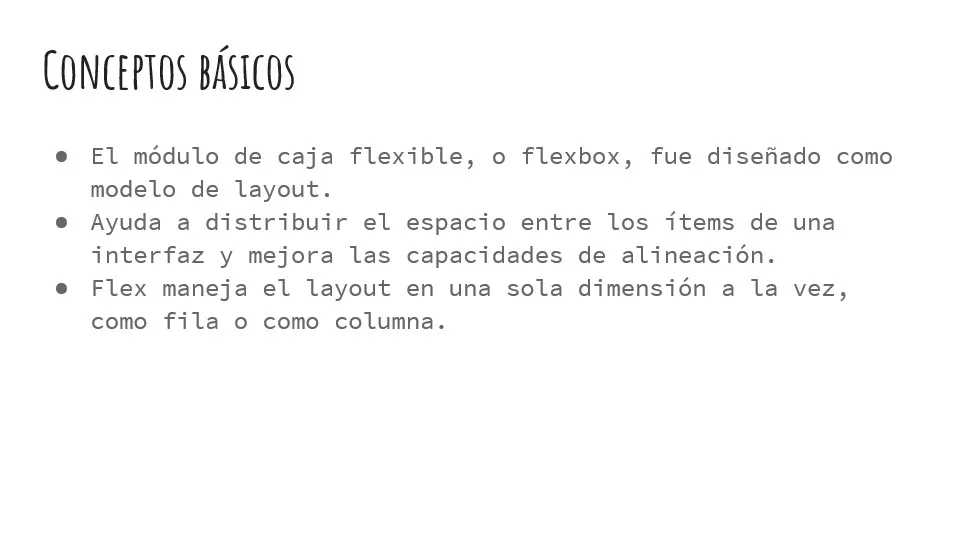 Conceptos básicos
● El módulo de caja flexible, o flexbox, fue diseñado como
modelo de layout.
● Ayuda a distribuir el espacio entre los ítems de una
interfaz y mejora las capacidades de alineación.
● Flex maneja el layout en una sola dimensión a la vez,
como fila o como columna.